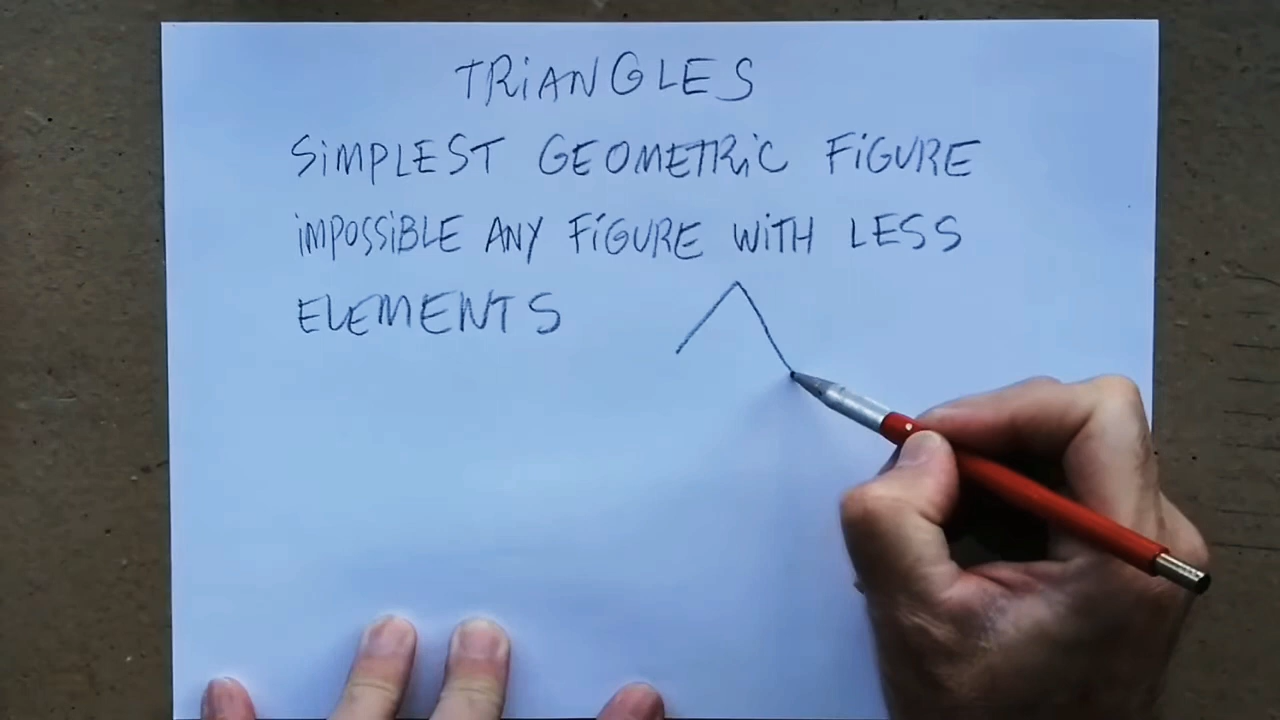 TRiANGLES
SiMPLEST GEOMETRiC FiGURE
iMPOSSiBLE ANY FiGURE WiTH LESS
ELEMENTS